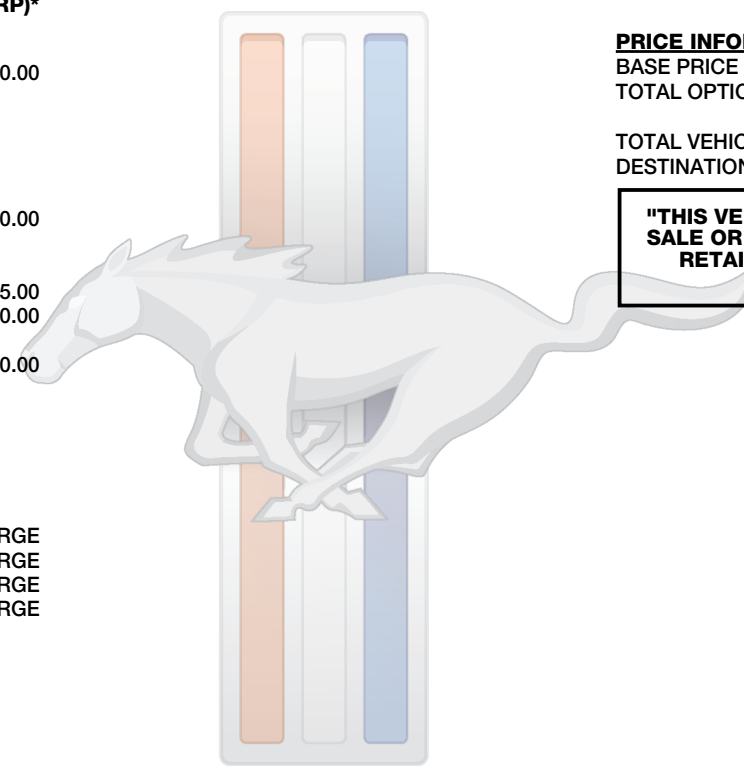 RP)*
0.00
0.00
5.00
0.00
0.00
RGE
RGE
RGE
RGE
PRICE INFO
BASE PRICE
TOTAL OPTIO
TOTAL VEHIC
DESTINATION
"THIS VE
SALE OR
RETAI